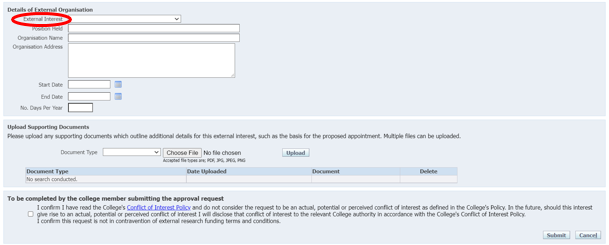 Details of External Organisation
External Interest
Position Held
Organisation Name
Organisation Address
Start Date
End Date
No. Days Per Year
Upload Supporting Documents
Please upload any supporting documents which outline additional details for this external interest, such as the basis for the proposed appointment. Multiple files can be uploaded.
Document Type Choose File No file chosen Upload
Accepted file types are; PDF, JPG, JPEG, PNG
Document Type Date Uploaded Document Delete
No search conducted.
To be completed by the college member submitting the approval request
I confirm I have read the College's Conflict of Interest Policy and do not consider the request to be an actual, potential or perceived conflict of interest as defined in the College's Policy. In the future, should this interest
give rise to an actual, potential or perceived conflict of interest I will disclose that conflict of interest to the relevant College authority in accordance with the College's Conflict of Interest Policy.
I confirm this request is not in contravention of external research funding terms and conditions.
Submit Cancel